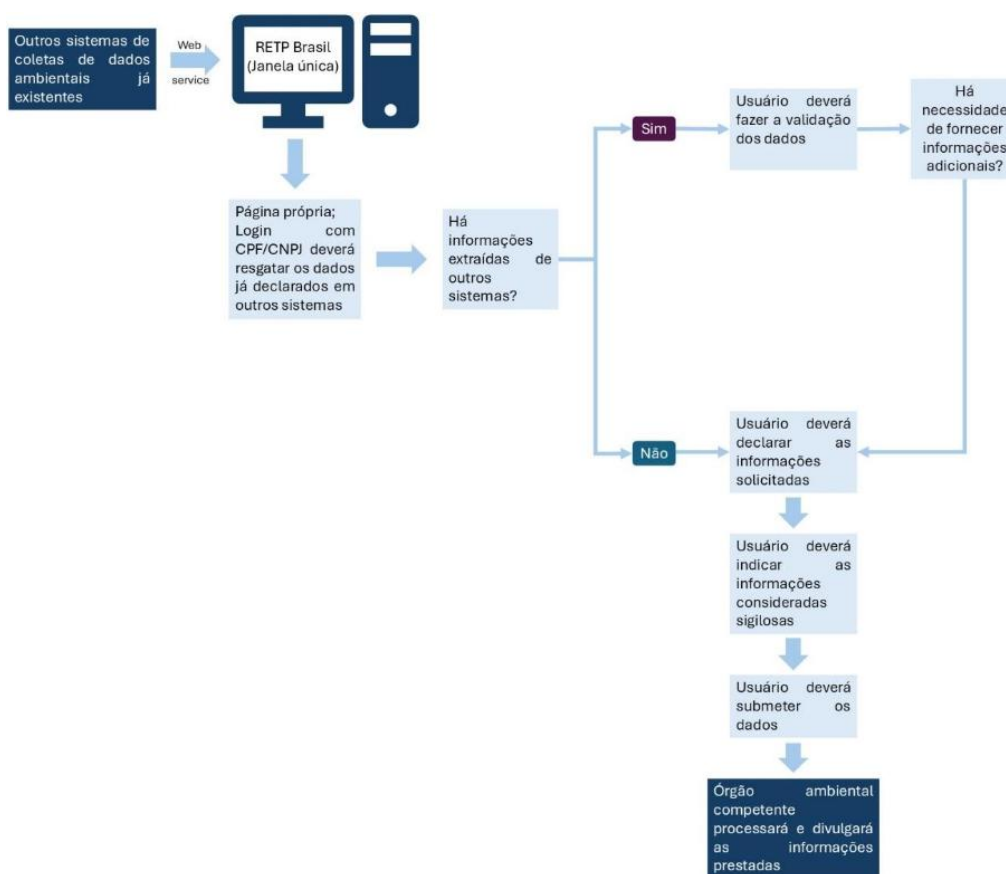 Outros sistemas de
coletas de dados
ambientais já
existentes
Web
service
RETP Brasil
(Janela única)
Página própria;
Login com
CPF/CNPJ deverá
resgatar os dados
já declarados em
outros sistemas
Há
informações
extraídas de
outros
sistemas?
Sim
Usuário deverá
fazer a validação
dos dados
Há
necessidade
de fornecer
informações
adicionais?
Não
Usuário deverá
declarar as
informações
solicitadas
Usuário deverá
indicar as
informações
consideradas
sigilosas
Usuário deverá
submeter os
dados
Órgão ambiental
competente
processará e divulgará
as informações
prestadas